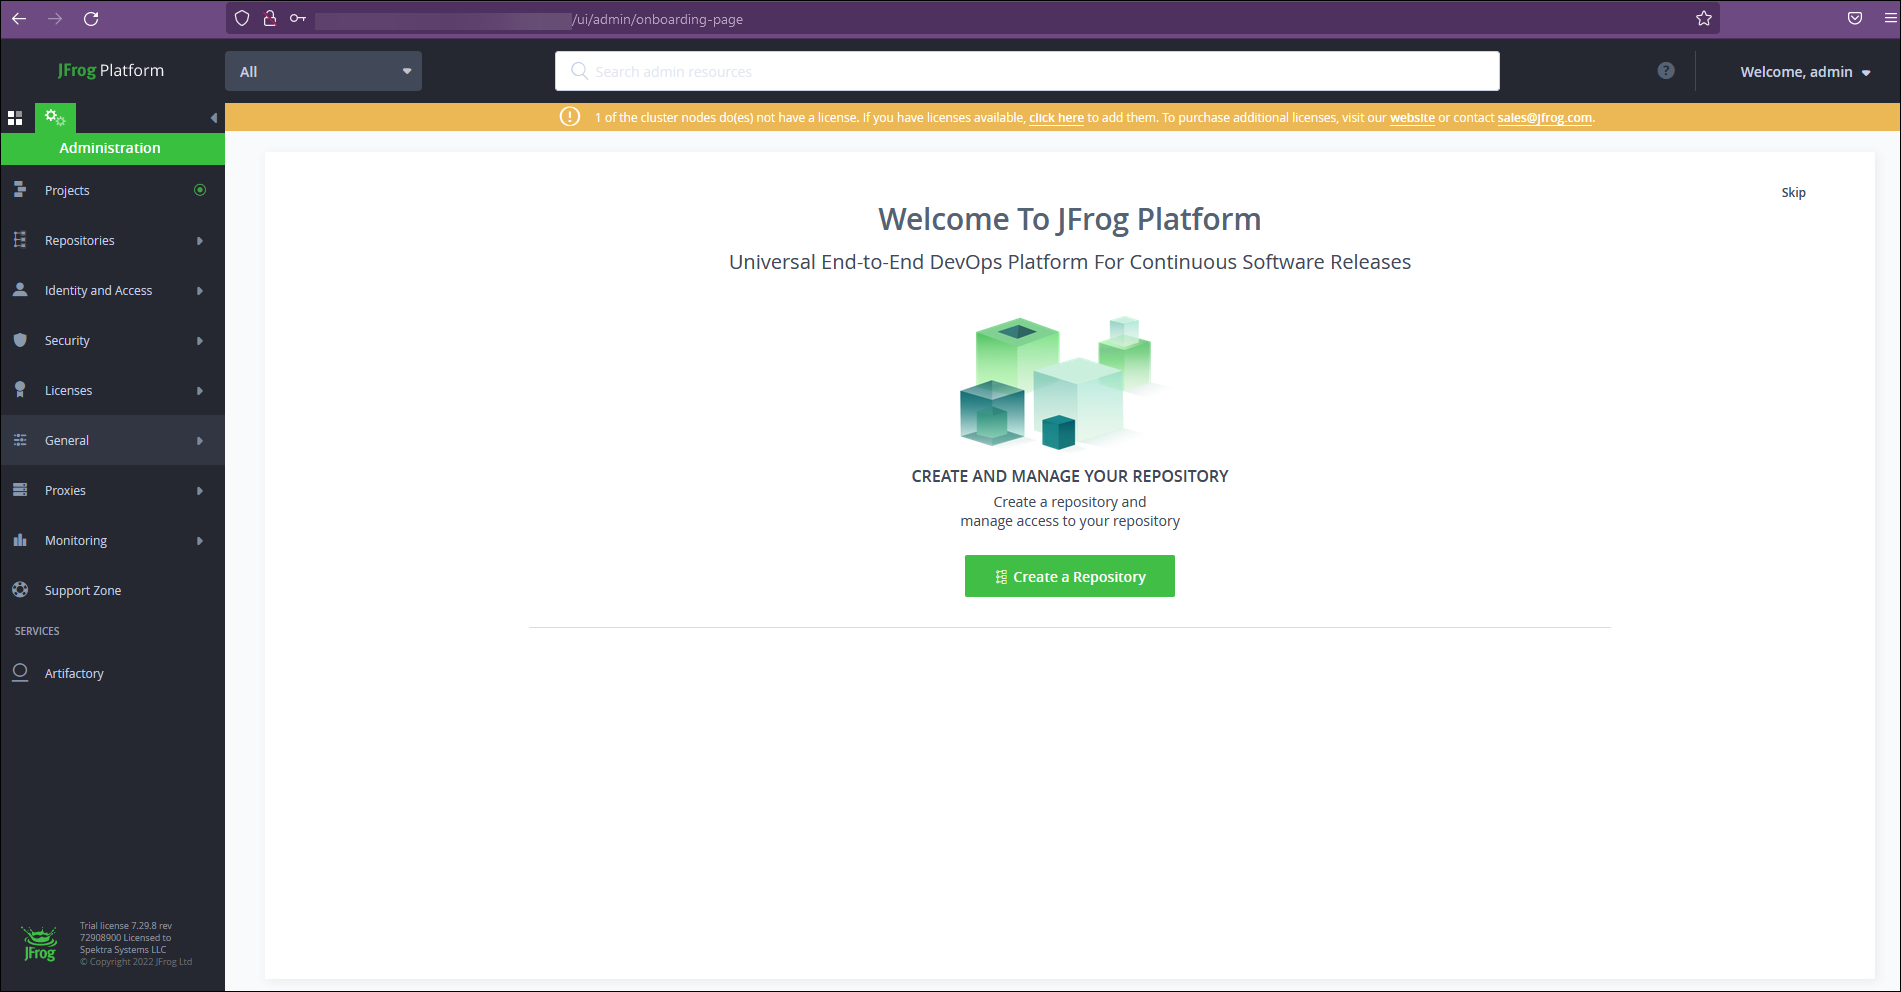 /ui/admin/onboarding-page
JFrog Platform
All
Search admin resources
?
Welcome, admin
1 of the cluster nodes do(es) not have a license. If you have licenses available, click here to add them. To purchase additional licenses, visit our website or contact sales@jfrog.com.
Administration
Projects
Repositories
Identity and Access
Security
Licenses
General
Proxies
Monitoring
Support Zone
SERVICES
Artifactory
JFrog
Trial license 7.29.8 rev
72908900 Licensed to
Spektra Systems LLC
© Copyright 2022 JFrog Ltd
Skip
Welcome To JFrog Platform
Universal End-to-End DevOps Platform For Continuous Software Releases
CREATE AND MANAGE YOUR REPOSITORY
Create a repository and
manage access to your repository
Create a Repository